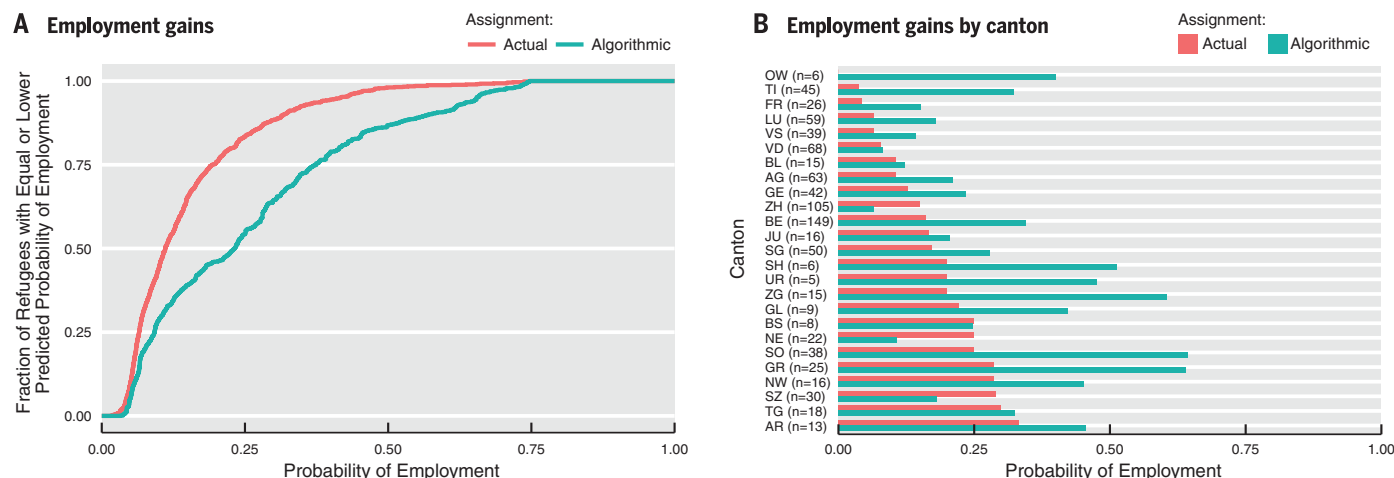 A Employment gains
Assignment:
Actual Algorithmic
Fraction of Refugees with Equal or Lower
Predicted Probability of Employment
1.00
0.75
0.50
0.25
0.00
0.00 0.25 0.50 0.75 1.00
Probability of Employment
B Employment gains by canton
Assignment:
Actual Algorithmic
Canton
OW (n=6)
TI (n=45)
FR (n=26)
LU (n=59)
VS (n=39)
VD (n=68)
BL (n=15)
AG (n=63)
GE (n=42)
ZH (n=105)
BE (n=149)
JU (n=16)
SG (n=50)
SH (n=6)
UR (n=5)
ZG (n=15)
GL (n=9)
BS (n=8)
NE (n=22)
SO (n=38)
GR (n=25)
NW (n=16)
SZ (n=30)
TG (n=18)
AR (n=13)
0.00 0.25 0.50 0.75 1.00
Probability of Employment